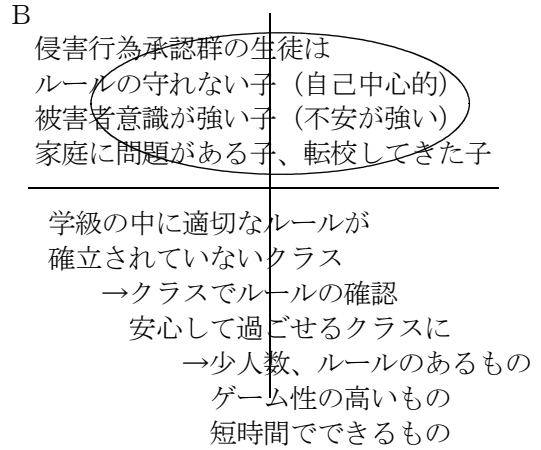 B
侵害行為承認群の生徒は
ルールの守れない子（自己中心的）
被害者意識が強い子（不安が強い）
家庭に問題がある子、転校してきた子
学級の中に適切なルールが
確立されていないクラス
→クラスでルールの確認
安心して過ごせるクラスに
→少人数、ルールのあるもの
ゲーム性の高いもの
短時間でできるもの